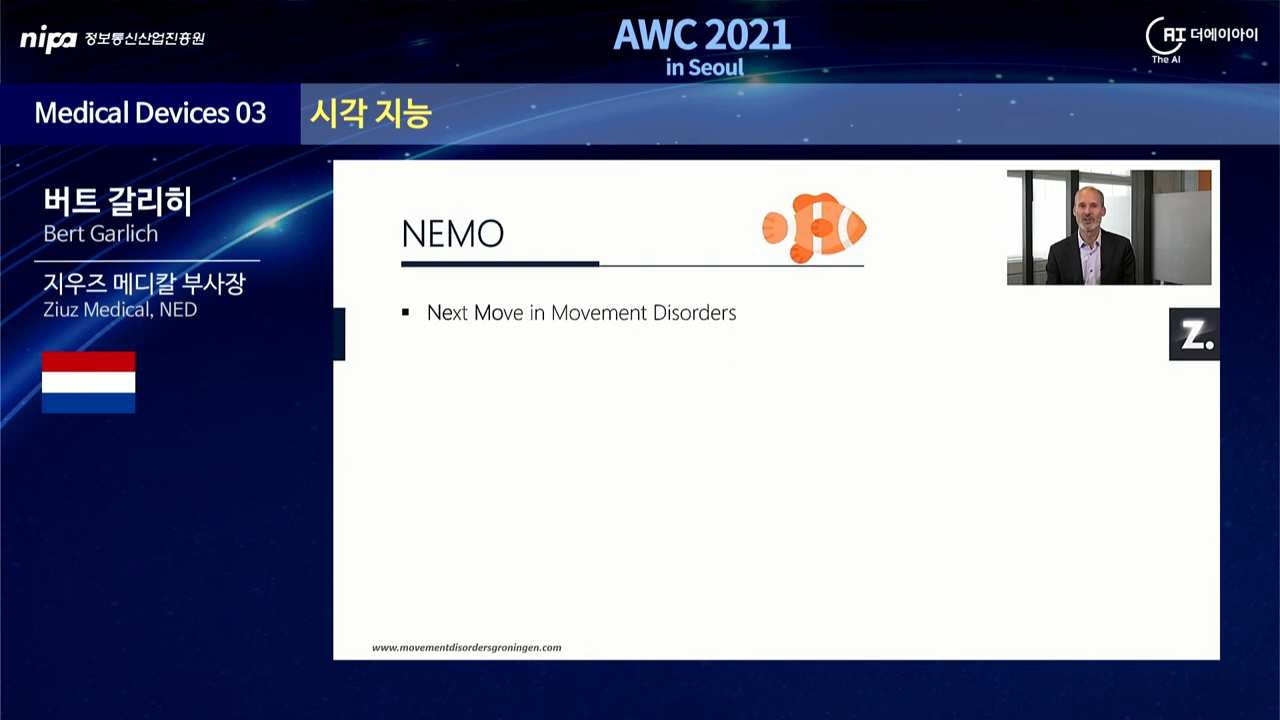 nipa 정보통신산업진흥원
AWC 2021
in Seoul
AI 더에이아이
The AI
Medical Devices 03
시각 지능
버트 갈리히
Bert Garlich
지우즈 메디칼 부사장
Ziuz Medical, NED
NEMO
▪ Next Move in Movement Disorders
Z.
www.movementdisordersgroningen.com